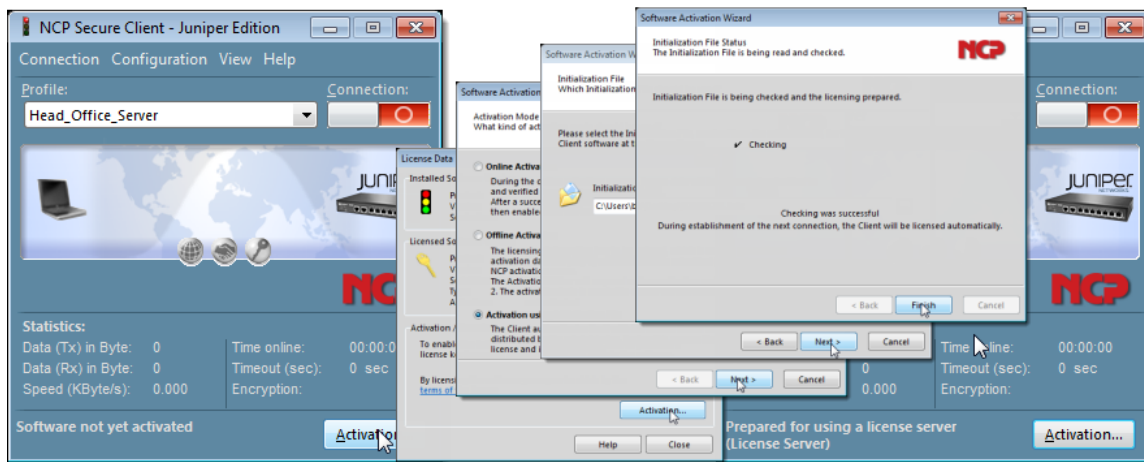 NCP Secure Client - Juniper Edition
Connection Configuration View Help
Profile:
Connection:
Head_Office_Server
JUNIPER
NCP
Statistics:
Data (Tx) in Byte: 0
Time online: 00:00:0
Data (Rx) in Byte: 0
Timeout (sec): 0 sec
Speed (KByte/s): 0.000
Encryption:
Software not yet activated
Activation
License Data
Installed So
Licensed So
Activation /
To enabl
license k
By licensi
terms of
Activation...
Help
Close
Software Activation
Activation Mode
What kind of act
Online Activa
During the c
and verified
After a succe
then enable
Offline Activa
The licensing
activation da
NCP activatio
The Activatio
2. The activat
Activation usi
The Client au
distributed b
license and i
< Back
Next >
Cancel
Software Activation W
Initialization File
Which Initialization
Please select the Ini
Client software at t
Initializatio
C:\Users\b
< Back
Next >
Cancel
Software Activation Wizard
Initialization File Status
The Initialization File is being read and checked.
NCP
Initialization File is being checked and the licensing prepared.
✔ Checking
Checking was successful
During establishment of the next connection, the Client will be licensed automatically.
< Back
Finish
Cancel
Connection:
JUNIPER
NETWORKS
NCP
Time online: 00:00:00
0
Timeout (sec): 0 sec
0.000
Encryption:
Prepared for using a license server
(License Server)
Activation...